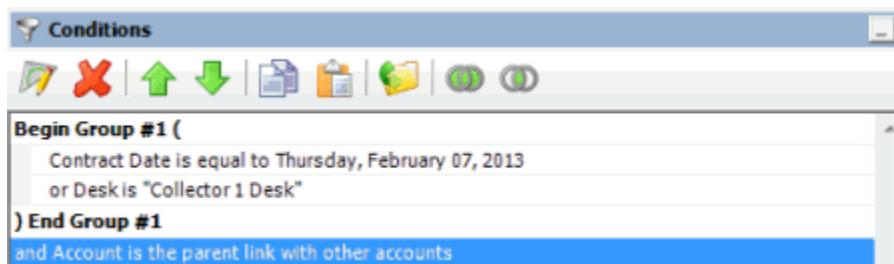 Conditions
Begin Group #1 (
Contract Date is equal to Thursday, February 07, 2013
or Desk is "Collector 1 Desk"
) End Group #1
and Account is the parent link with other accounts